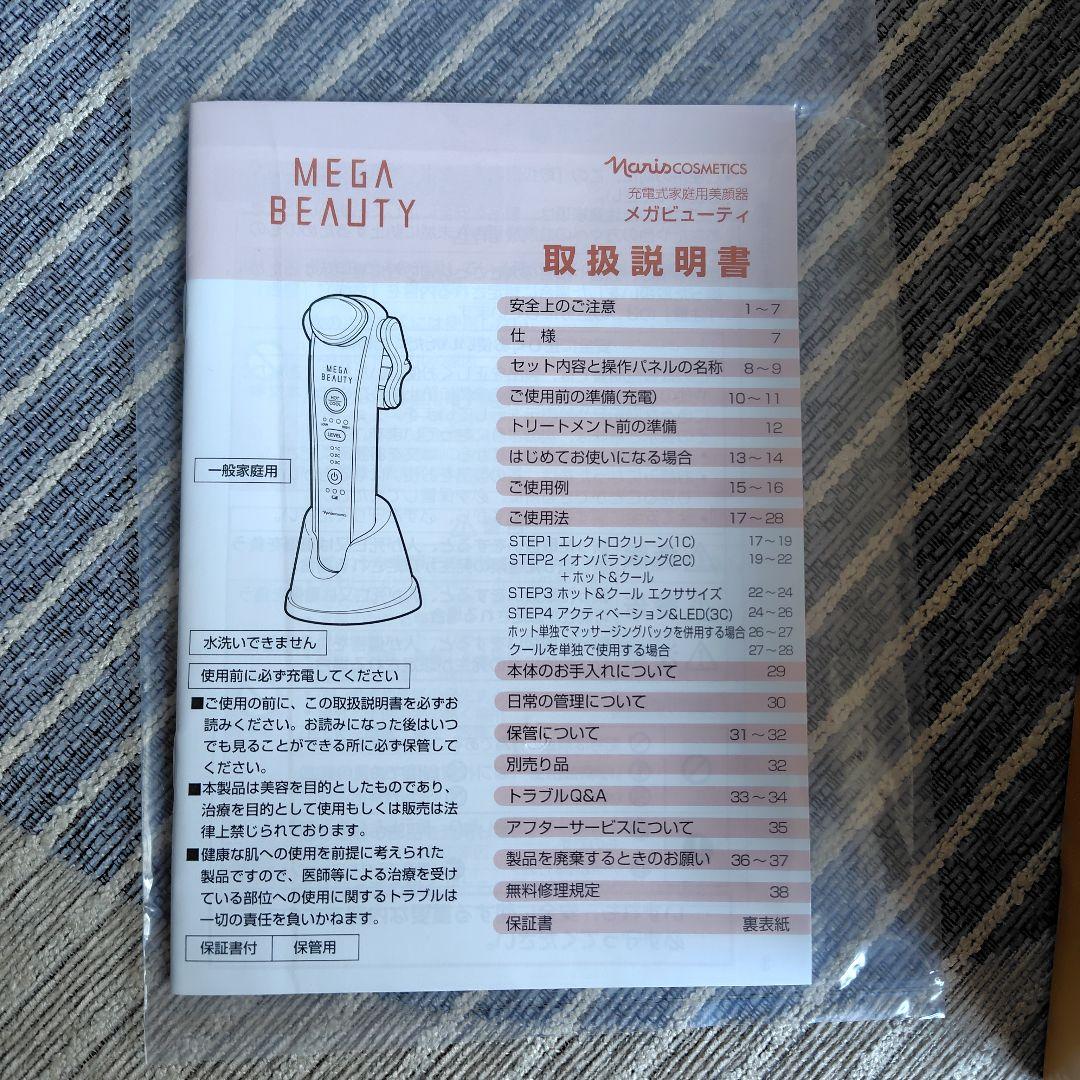 MEGA
BEAUTY
Naris COSMETICS
充電式家庭用美顔器
メガビューティ
取扱説明書
MEGA
BEAUTY
HOT
COOL
LEVEL
1C
2C
3C
一般家庭用
水洗いできません
使用前に必ず充電してください
■ご使用の前に、この取扱説明書を必ずお
読みください。お読みになった後はいつ
でも見ることができる所に必ず保管して
ください。
■本製品は美容を目的としたものであり、
治療を目的として使用もしくは販売は法
律上禁じられております。
■健康な肌への使用を前提に考えられた
製品ですので、医師等による治療を受け
ている部位への使用に関するトラブルは
一切の責任を負いかねます。
保証書付 保管用
安全上のご注意 1～7
仕 様 7
セット内容と操作パネルの名称 8～9
ご使用前の準備(充電) 10～11
トリートメント前の準備 12
はじめてお使いになる場合 13～14
ご使用例 15～16
ご使用法 17～28
STEP1 エレクトロクリーン(1C) 17～19
STEP2 イオンバランシング(2C) 19～22
＋ホット&クール
STEP3 ホット&クール エクササイズ 22～24
STEP4 アクティベーション&LED(3C) 24～26
ホット単独でマッサージングパックを併用する場合 26～27
クールを単独で使用する場合 27～28
本体のお手入れについて 29
日常の管理について 30
保管について 31～32
別売り品 32
トラブルQ&A 33～34
アフターサービスについて 35
製品を廃棄するときのお願い 36～37
無料修理規定 38
保証書 裏表紙